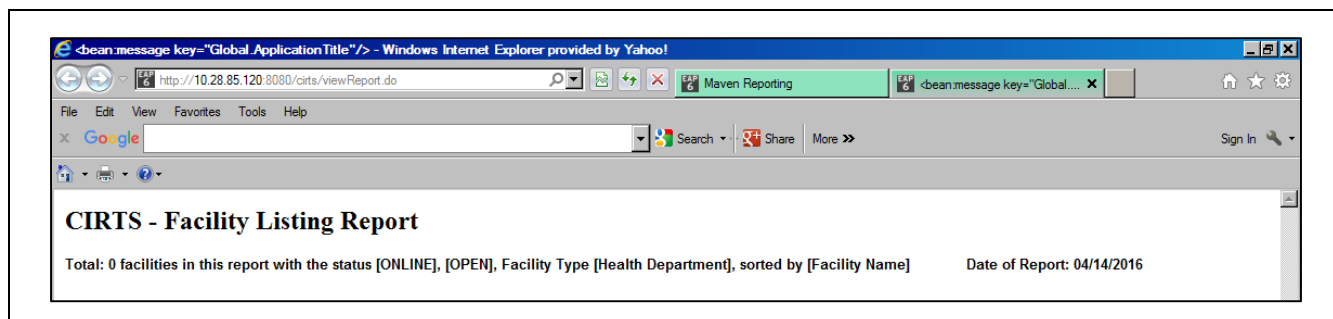 <bean:message key="Global.ApplicationTitle"/> - Windows Internet Explorer provided by Yahoo!
http://10.28.85.120:8080/cirts/viewReport.do EAP 6 Maven Reporting EAP 6 <bean:message key="Global....
File Edit View Favorites Tools Help
x Google Search Share More >> Sign In
CIRTS - Facility Listing Report
Total: 0 facilities in this report with the status [ONLINE], [OPEN], Facility Type [Health Department], sorted by [Facility Name] Date of Report: 04/14/2016